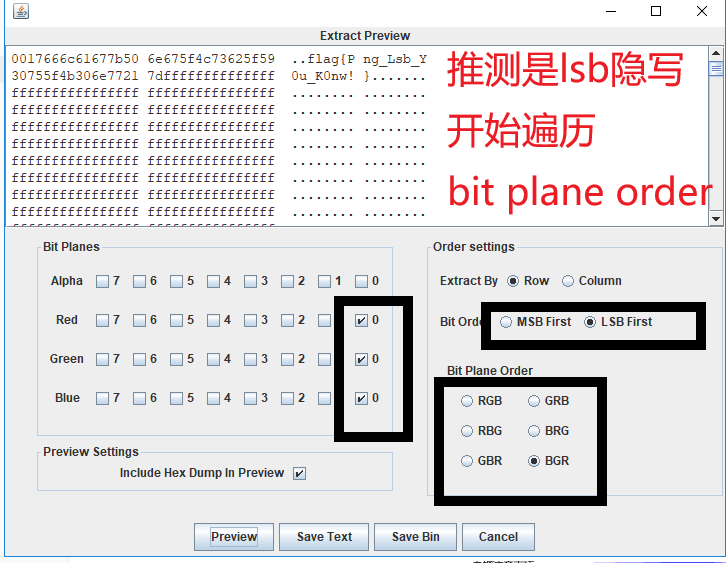 Extract Preview
0017666c61677b50 6e675f4c73625f59 ..flag{P ng_Lsb_Y
30755f4b306e7721 7dffffffffffffff 0u_K0nw! }.......
ffffffffffffffff ffffffffffffffff ........ ........
ffffffffffffffff ffffffffffffffff ........ ........
ffffffffffffffff ffffffffffffffff ........ ........
ffffffffffffffff ffffffffffffffff ........ ........
ffffffffffffffff ffffffffffffffff ........ ........
ffffffffffffffff ffffffffffffffff ........ ........
ffffffffffffffff ffffffffffffffff ........ ........
推测是lsb隐写
开始遍历
bit plane order
Bit Planes
Alpha 7 6 5 4 3 2 1 0
Red 7 6 5 4 3 2 0
Green 7 6 5 4 3 2 0
Blue 7 6 5 4 3 2 0
Preview Settings
Include Hex Dump In Preview
Order settings
Extract By Row Column
Bit Orde MSB First LSB First
Bit Plane Order
RGB GRB
RBG BRG
GBR BGR
Preview Save Text Save Bin Cancel